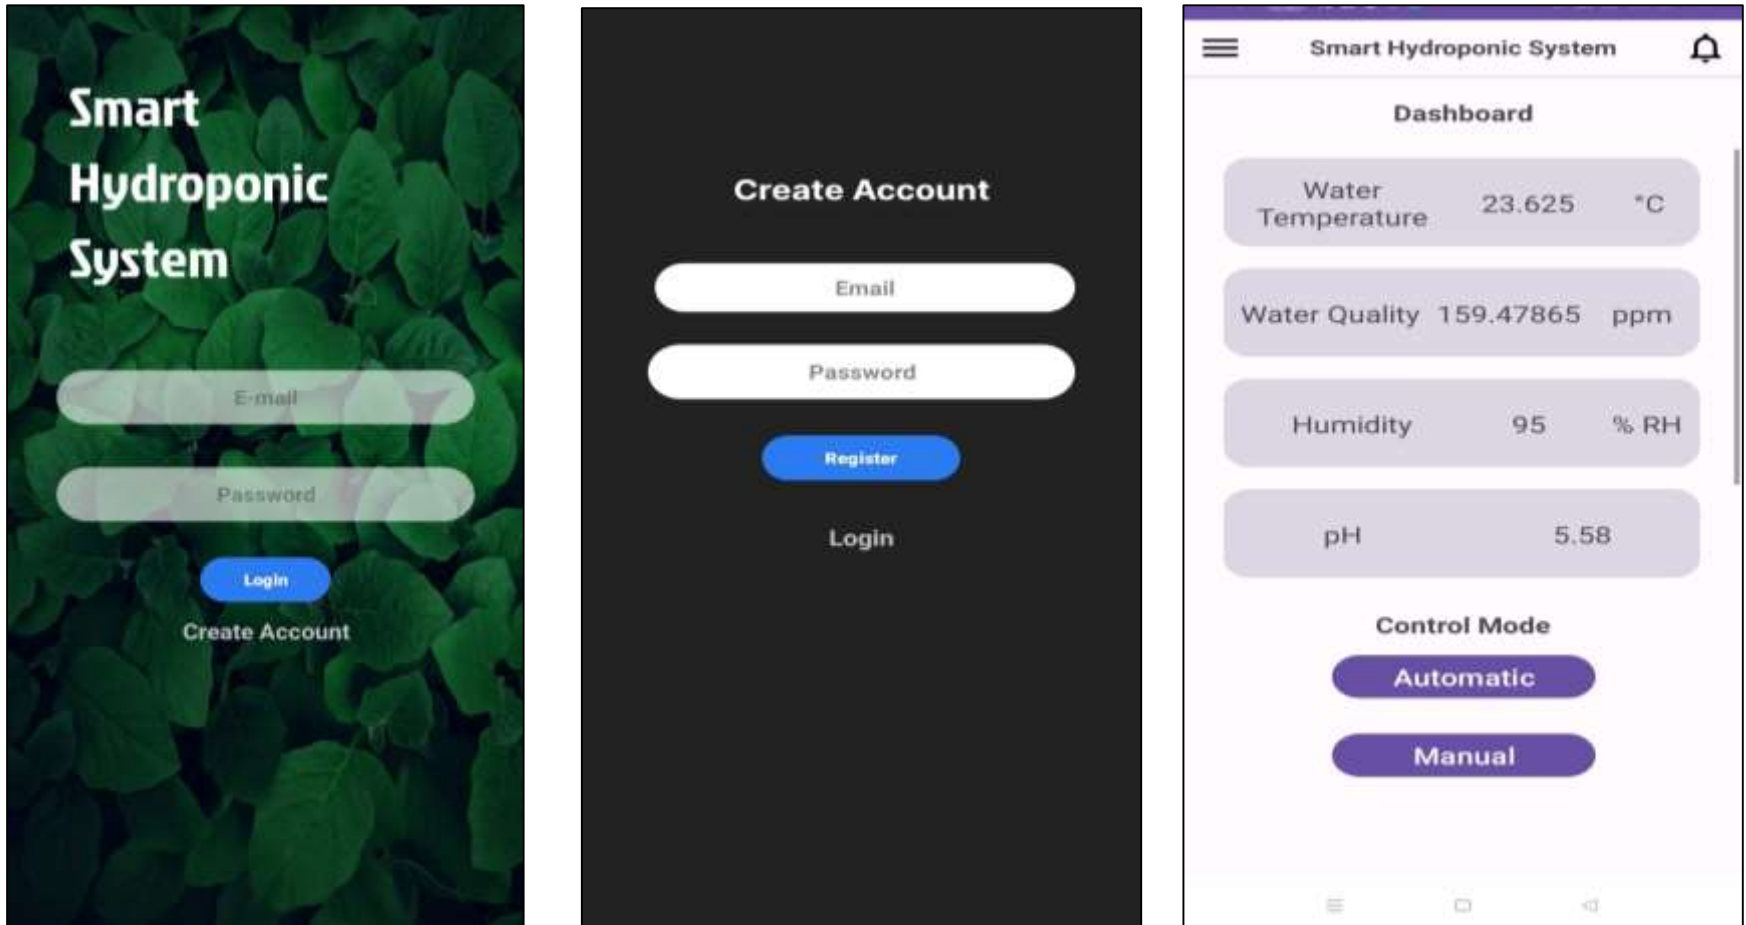 Smart
Hydroponic
System
E-mail
Password
Login
Create Account
Create Account
Email
Password
Register
Login
Smart Hydroponic System
Dashboard
Water
Temperature 23.625 °C
Water Quality 159.47865 ppm
Humidity 95 % RH
pH 5.58
Control Mode
Automatic
Manual